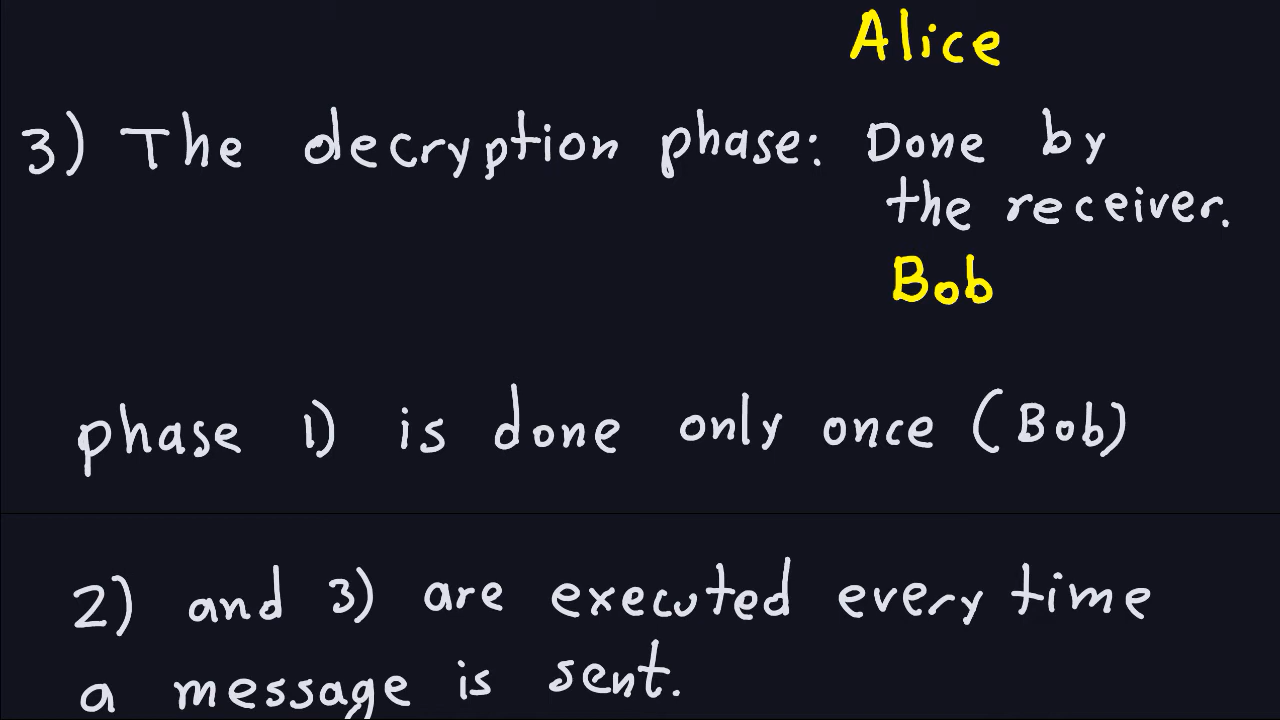 Alice
3) The decryption phase: Done by
the receiver.
Bob
phase 1) is done only once (Bob)
2) and 3) are executed every time
a message is sent.